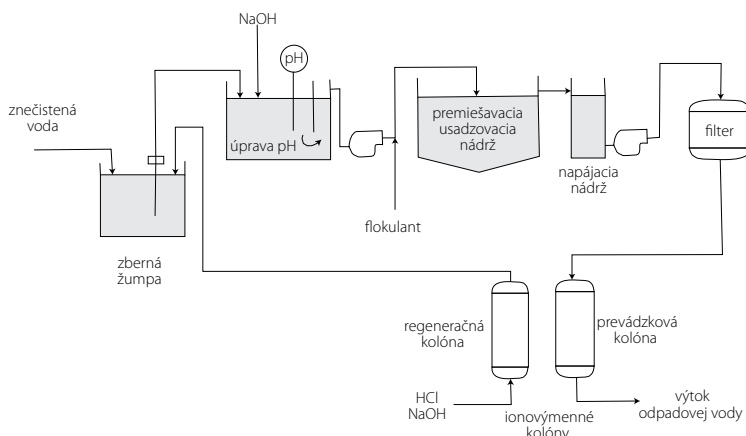 NaOH
pH
znečistená
voda
úprava pH
premiešavacia
usadzovacia
nádrž
filter
napájacia
nádrž
flokulant
zberná
žumpa
regeneračná
kolóna
prevádzková
kolóna
HCl
NaOH
ionovýmenné
kolóny
výtok
odpadovej vody